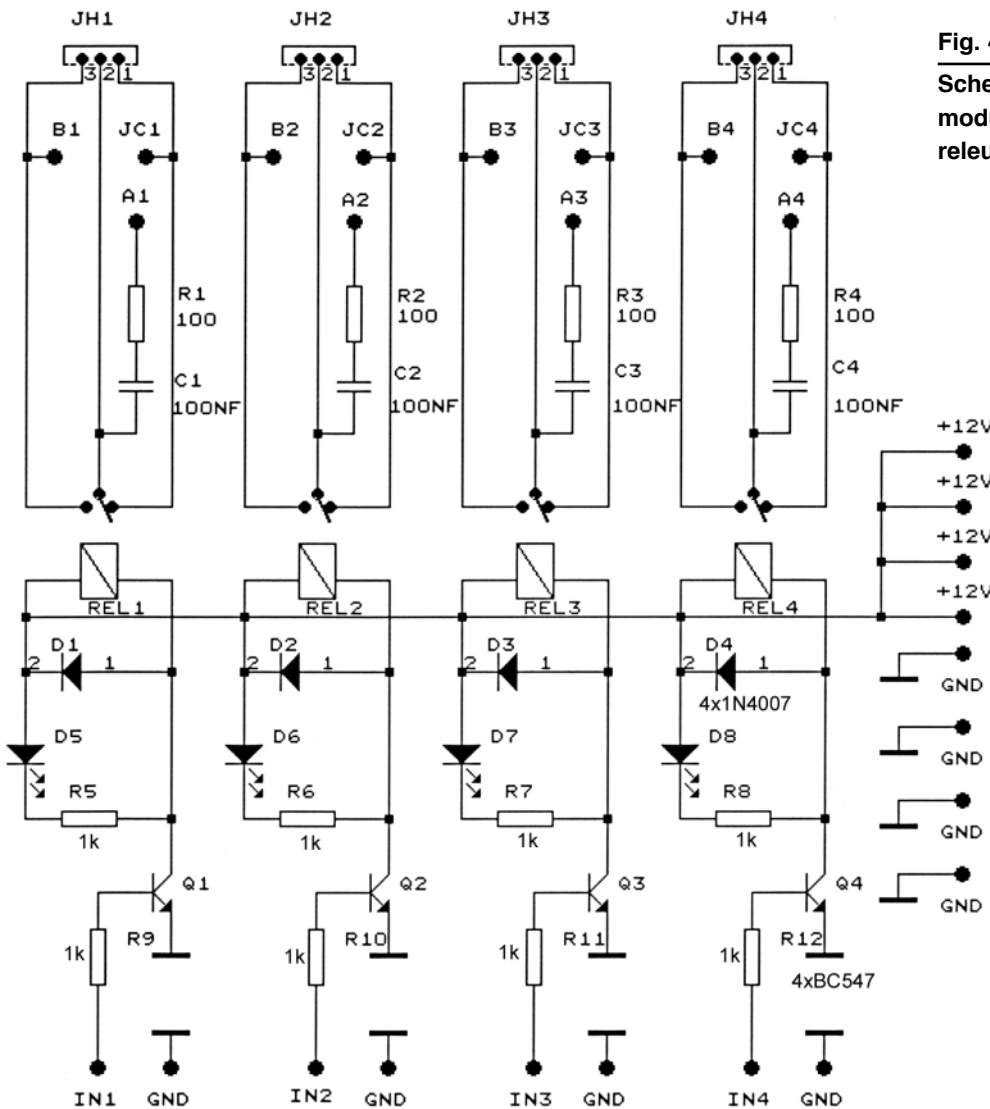 JH1 JH2 JH3 JH4
Fig. 4
Sche
modu
releu
3 2 1 3 2 1 3 2 1 3 2 1
B1 JC1 B2 JC2 B3 JC3 B4 JC4
A1 A2 A3 A4
R1 R2 R3 R4
100 100 100 100
C1 C2 C3 C4
100NF 100NF 100NF 100NF
+12V
+12V
+12V
+12V
REL1 REL2 REL3 REL4
D1 D2 D3 D4
2 1 2 1 2 1 2 1
4x1N4007
GND
D5 D6 D7 D8
GND
R5 R6 R7 R8
1k 1k 1k 1k
GND
Q1 Q2 Q3 Q4
GND
R9 R10 R11 R12
1k 1k 1k 1k
4xBC547
IN1 GND IN2 GND IN3 GND IN4 GND